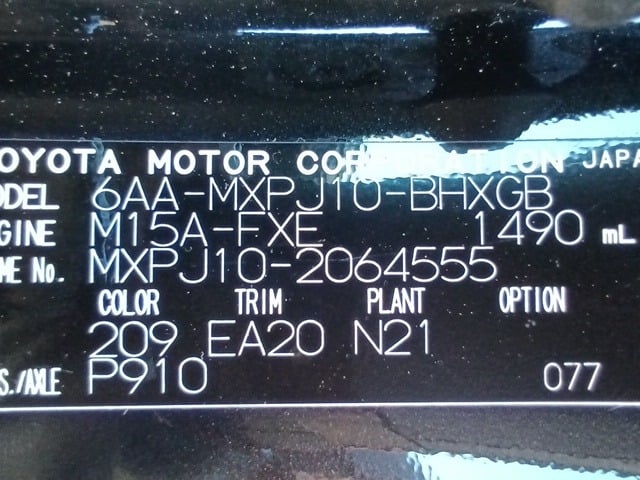 OYOTA MOTOR CORPORATION JAPA
ODEL 6AA-MXPJ10-BHXGB
GINE M15A-FXE 1490 mL
ME No. MXPJ10-2064555
COLOR TRIM PLANT OPTION
209 EA20 N21
S./AXLE P910 077